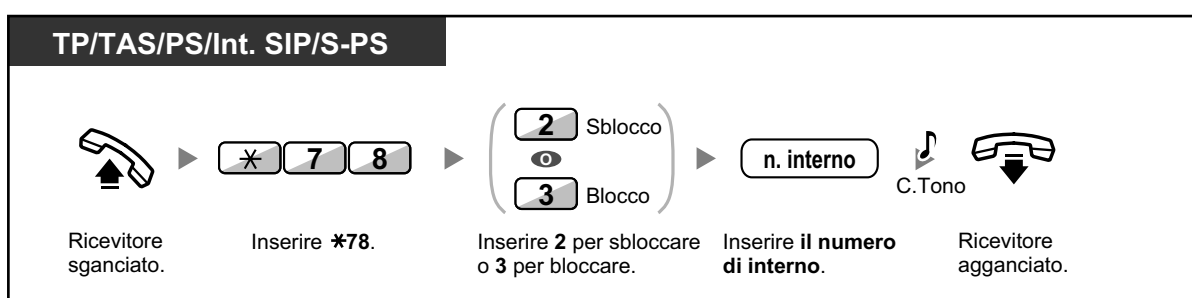 TP/TAS/PS/Int. SIP/S-PS
* 7 8
2 Sblocco
o
3 Blocco
n. interno
C.Tono
Ricevitore
sganciato.
Inserire *78.
Inserire 2 per sbloccare
o 3 per bloccare.
Inserire il numero
di interno.
Ricevitore
agganciato.